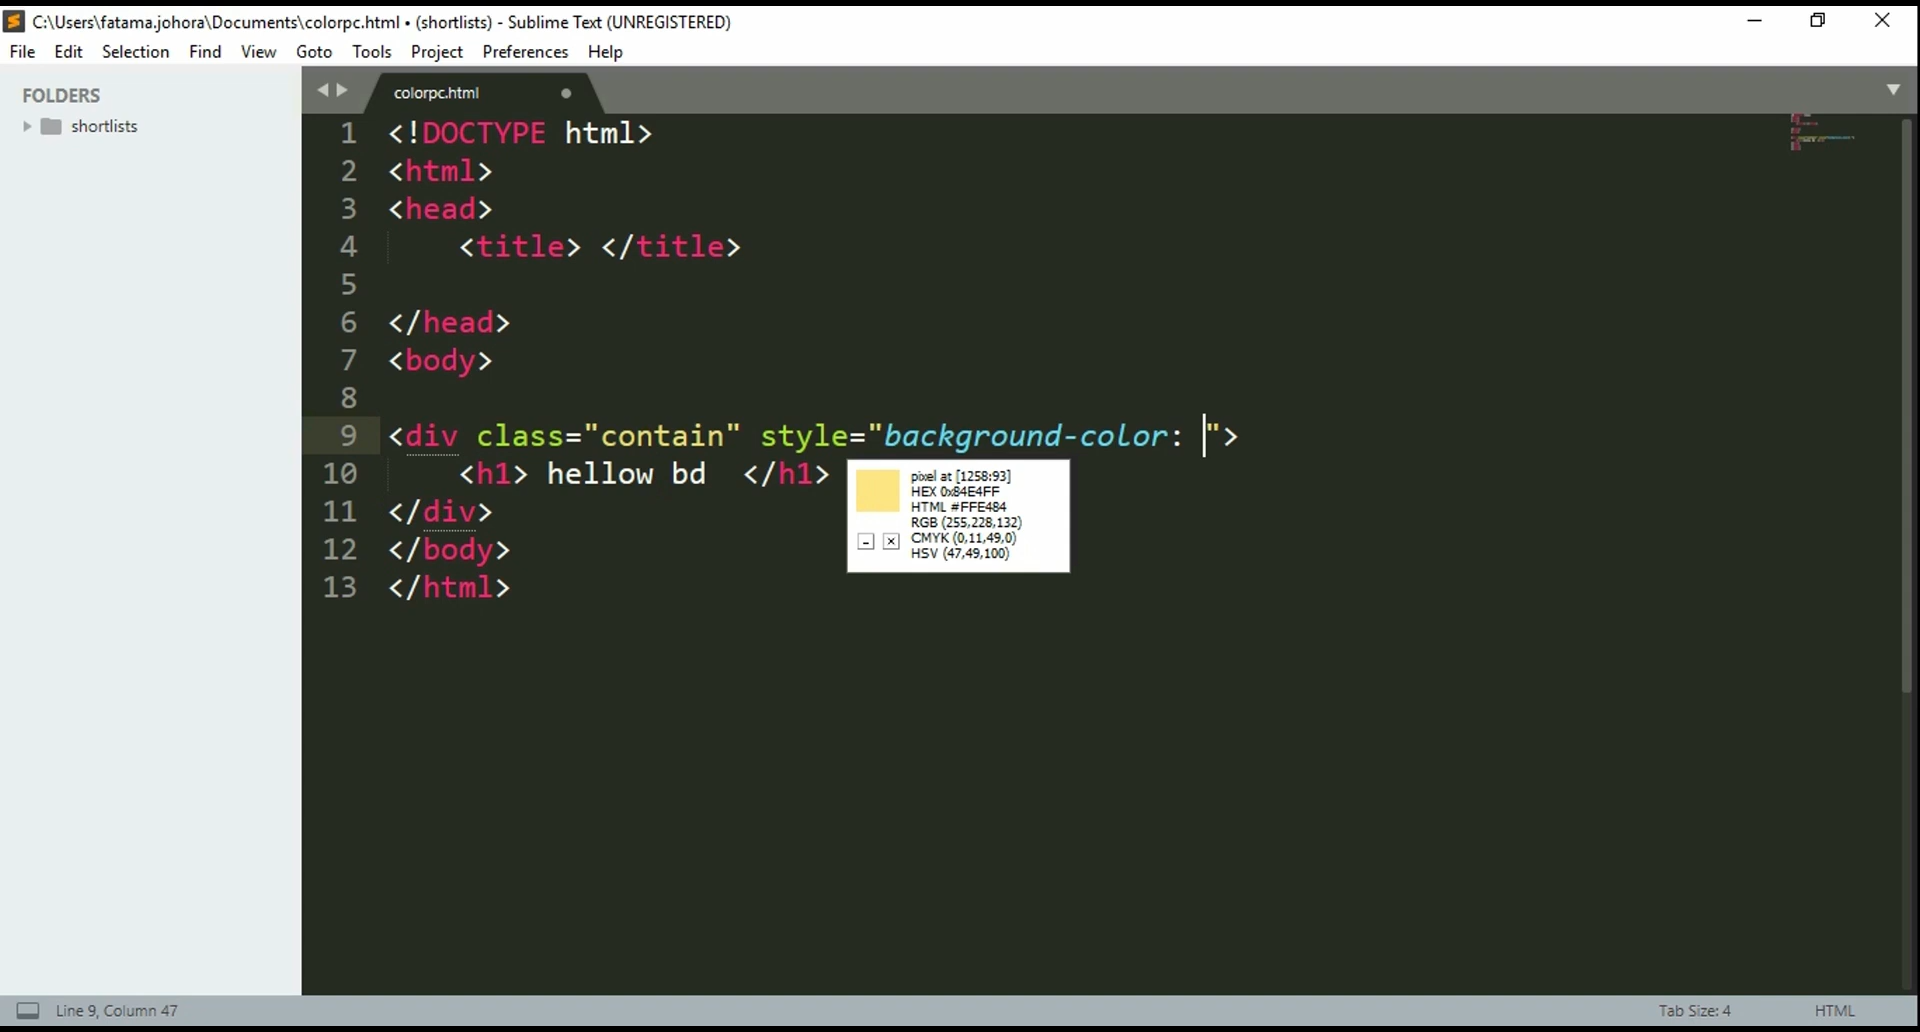 C:\Users\fatama.johora\Documents\colorpc.html • (shortlists) - Sublime Text (UNREGISTERED)
File Edit Selection Find View Goto Tools Project Preferences Help
FOLDERS
shortlists
colorpc.html
1 <!DOCTYPE html>
2 <html>
3 <head>
4     <title> </title>
5
6 </head>
7 <body>
8
9 <div class="contain" style="background-color: ">
10     <h1> hellow bd  </h1>
11 </div>
12 </body>
13 </html>
pixel at [1258:93]
HEX 0x84E4FF
HTML #FFE484
RGB (255,228,132)
CMYK (0,11,49,0)
HSV (47,49,100)
Line 9, Column 47
Tab Size: 4
HTML